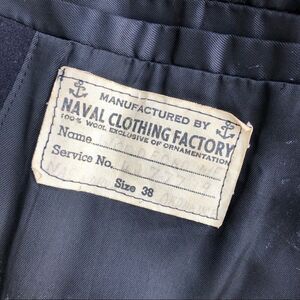 MANUFACTURED BY
NAVAL CLOTHING FACTORY
100% WOOL EXCLUSIVE OF ORNAMENTATION
Name
Service No.
Size 38